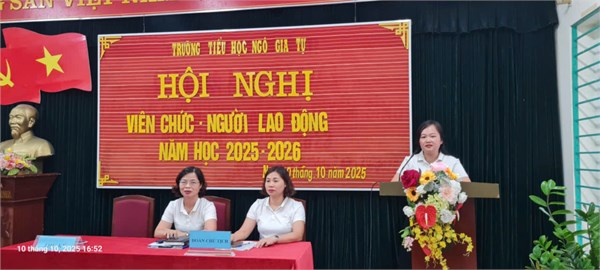 SẢN VIỆT NAM
TRƯỜNG TIỂU HỌC NGÔ GIA TỰ
HỘI NGHỊ
VIÊN CHỨC - NGƯỜI LAO ĐỘNG
NĂM HỌC 2025-2026
tháng 10 năm 2025
ĐOÀN CHỦ TỊCH
10 tháng 10, 2025 16:52